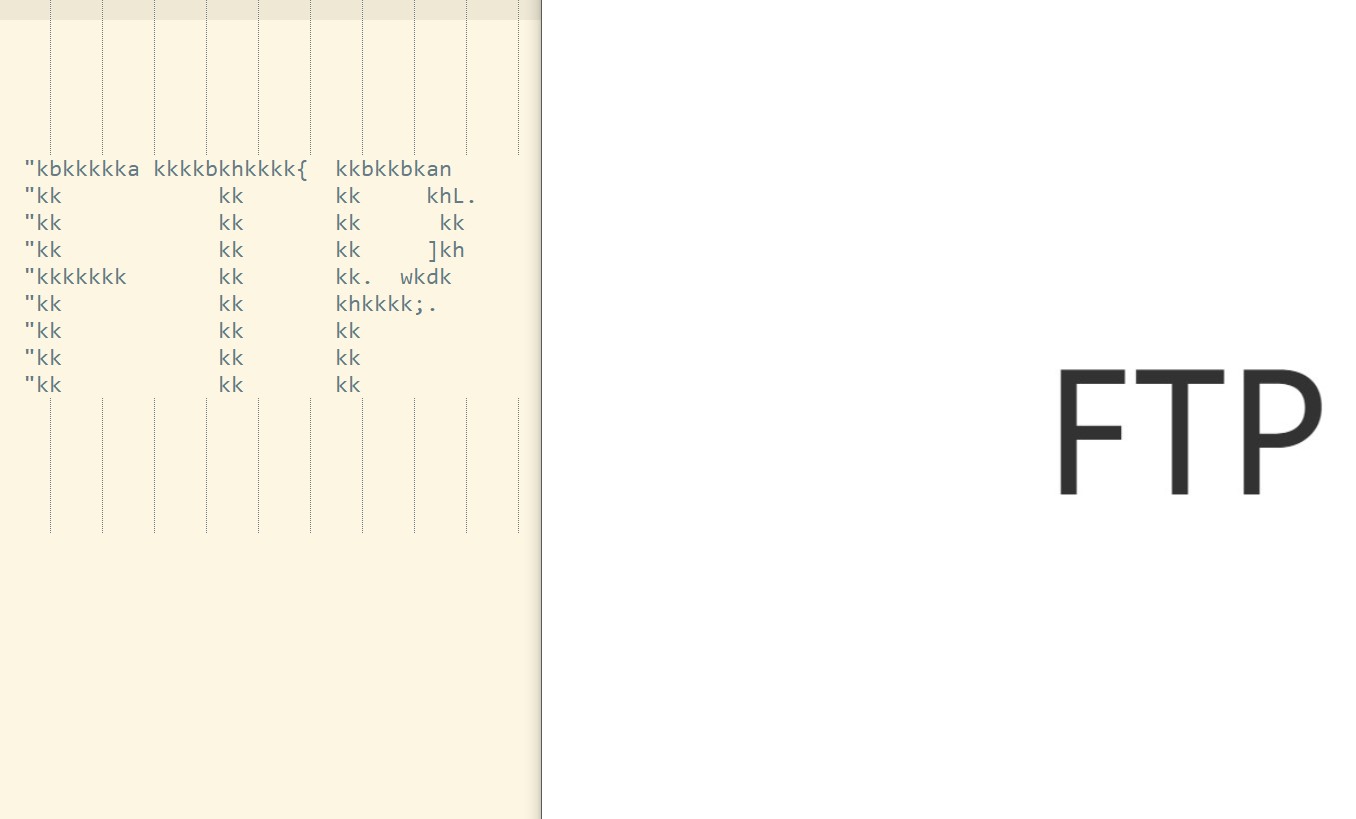 "kbkkkkka kkkkbkhkkkk{  kkbkkbkan
"kk            kk       kk     khL.
"kk            kk       kk      kk
"kk            kk       kk     ]kh
"kkkkkkk       kk       kk.  wkdk
"kk            kk       khkkkk;.
"kk            kk       kk
"kk            kk       kk
"kk            kk       kk
FTP